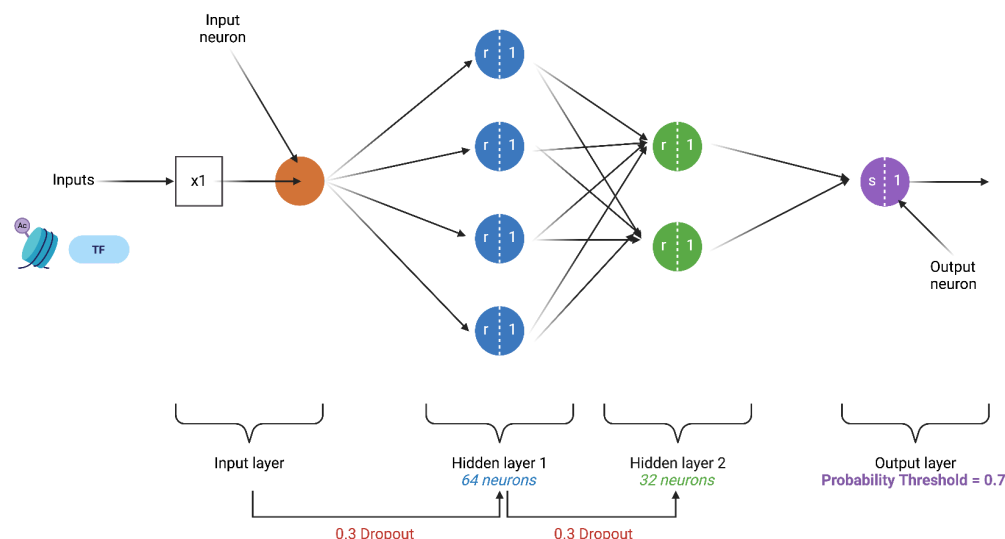 Input
neuron
r 1
r 1
r 1
r 1
Inputs
x1
s 1
Ac
TF
r 1
r 1
Output
neuron
Input layer
Hidden layer 1
64 neurons
Hidden layer 2
32 neurons
Output layer
Probability Threshold = 0.7
0.3 Dropout
0.3 Dropout